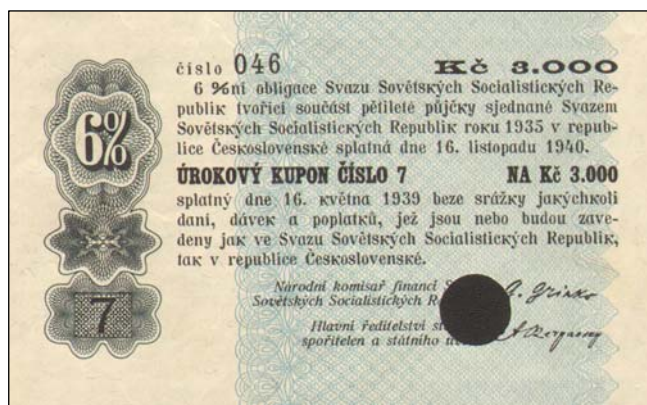 číslo 046 Kč 3.000
6 %ní obligace Svazu Sovětských Socialistických Re-
publik tvořící součást pětileté půjčky sjednané Svazem
Sovětských Socialistických Republik roku 1935 v repub-
lice Československé splatná dne 16. listopadu 1940.
6%
ÚROKOVÝ KUPON ČÍSLO 7 NA Kč 3.000
splatný dne 16. května 1939 beze srážky jakýchkoli
daní, dávek a poplatků, jež jsou nebo budou zave-
deny jak ve Svazu Sovětských Socialistických Republik,
tak v republice Československé.
7
Národní komisař financí S
Sovětských Socialistických R
G. Grinko
Hlavní ředitelství st
spořitelen a státního ú